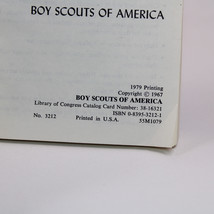 BOY SCOUTS OF AMERICA
1979 Printing
Copyright © 1967
BOY SCOUTS OF AMERICA
Library of Congress Catalog Card Number: 38-16321
ISBN 0-8395-3212-1
No. 3212 Printed in U.S.A. 55M1079